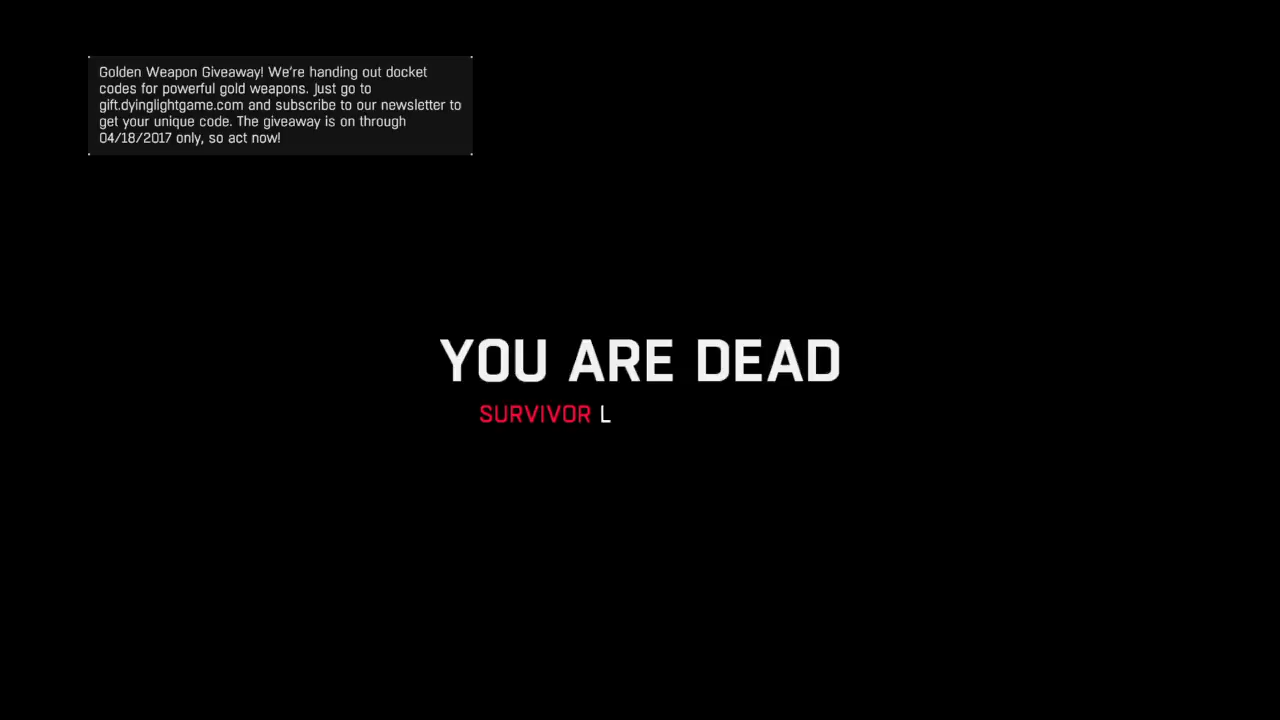 Golden Weapon Giveaway! We're handing out docket
codes for powerful gold weapons. Just go to
gift.dyinglightgame.com and subscribe to our newsletter to
get your unique code. The giveaway is on through
04/18/2017 only, so act now!
YOU ARE DEAD
SURVIVOR L